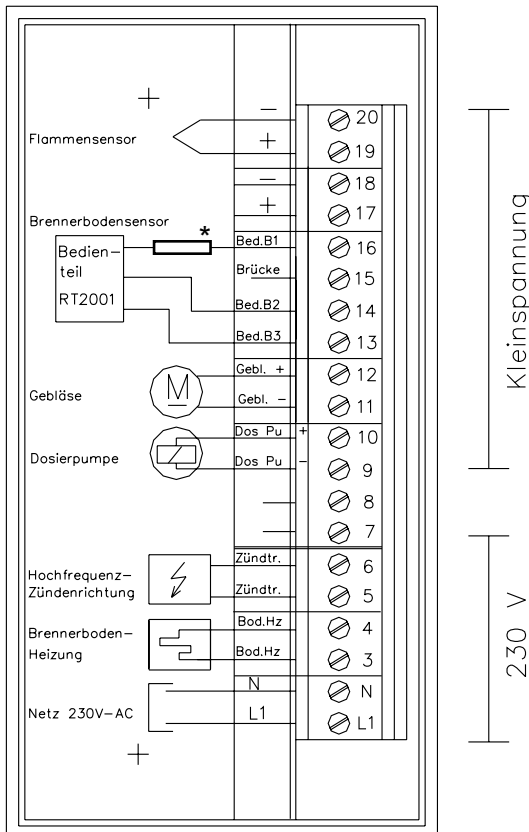 − 20
Flammensensor + 19
− 18
+ 17
Brennerbodensensor
* Bed.B1 16
Bedien-
teil
RT2001
Brücke 15
Bed.B2 14
Bed.B3 13
Gebläse M Gebl. + 12
Gebl. − 11
Dosierpumpe Dos Pu + 10
Dos Pu − 9
8
7
Hochfrequenz-
Zündenrichtung
Zündtr. 6
Zündtr. 5
Brennerboden-
Heizung
Bod.Hz 4
Bod.Hz 3
Netz 230V-AC
N N
L1 L1
Kleinspannung
230 V